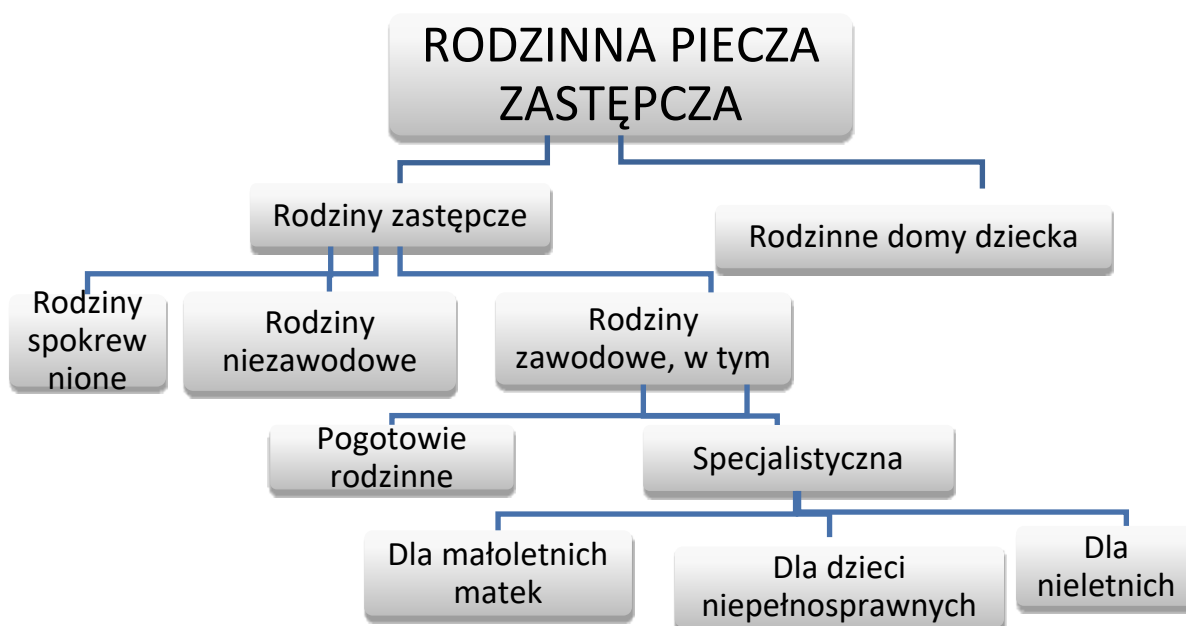 RODZINNA PIECZA
ZASTĘPCZA
Rodziny zastępcze
Rodzinne domy dziecka
Rodziny
spokrew
nione
Rodziny
niezawodowe
Rodziny
zawodowe, w tym
Pogotowie
rodzinne
Specjalistyczna
Dla małoletnich
matek
Dla dzieci
niepełnosprawnych
Dla
nieletnich